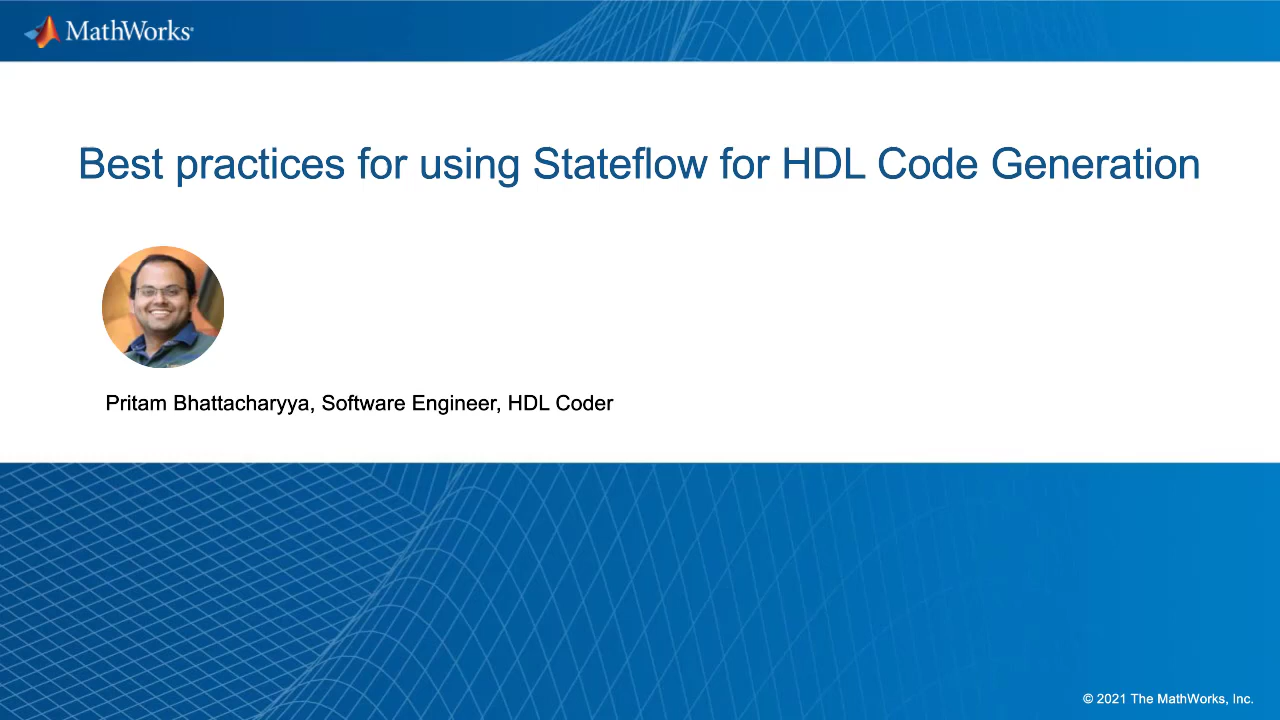 MathWorks®
Best practices for using Stateflow for HDL Code Generation
Pritam Bhattacharyya, Software Engineer, HDL Coder
© 2021 The MathWorks, Inc.